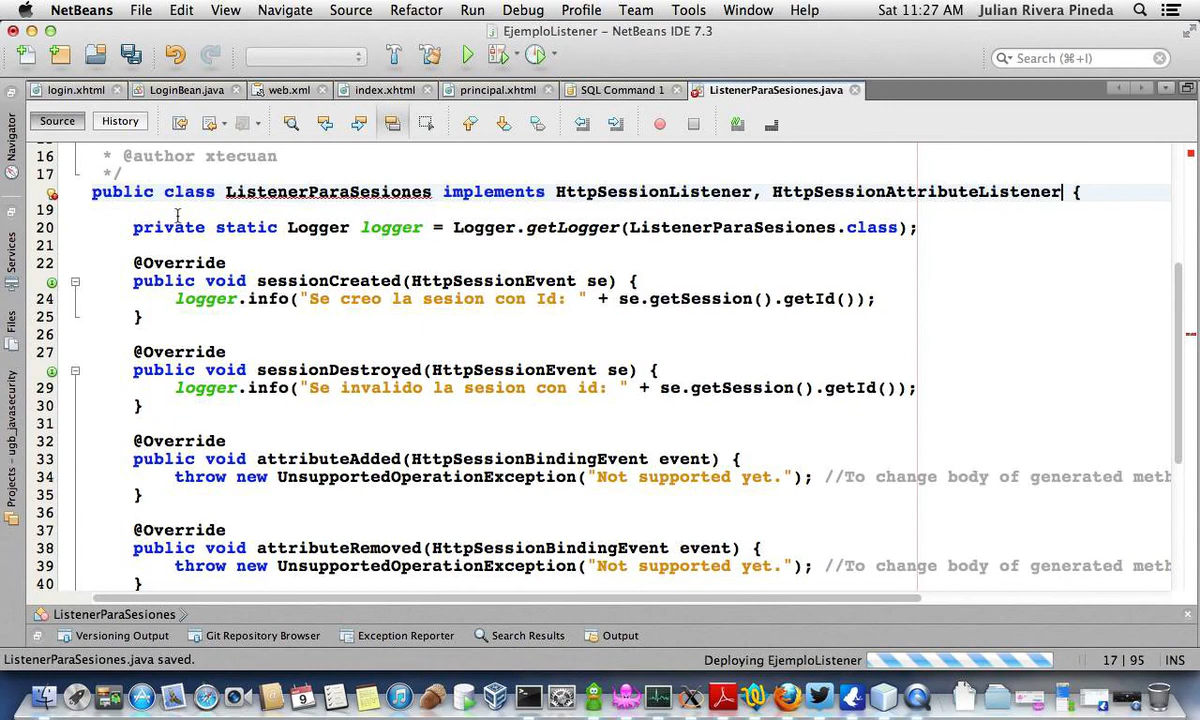 NetBeans File Edit View Navigate Source Refactor Run Debug Profile Team Tools Window Help Sat 11:27 AM Julian Rivera Pineda
EjemploListener – NetBeans IDE 7.3
Search (⌘+I)
login.xhtml LoginBean.java web.xml index.xhtml principal.xhtml SQL Command 1 ListenerParaSesiones.java
Source History
Navigator
Services
Files
Projects – ugb_javasecurity
16 * @author xtecuan
17 */
public class ListenerParaSesiones implements HttpSessionListener, HttpSessionAttributeListener {
19
20 private static Logger logger = Logger.getLogger(ListenerParaSesiones.class);
21
22 @Override
public void sessionCreated(HttpSessionEvent se) {
24 logger.info("Se creo la sesion con Id: " + se.getSession().getId());
25 }
26
27 @Override
public void sessionDestroyed(HttpSessionEvent se) {
29 logger.info("Se invalido la sesion con id: " + se.getSession().getId());
30 }
31
32 @Override
33 public void attributeAdded(HttpSessionBindingEvent event) {
34 throw new UnsupportedOperationException("Not supported yet."); //To change body of generated meth
35 }
36
37 @Override
38 public void attributeRemoved(HttpSessionBindingEvent event) {
39 throw new UnsupportedOperationException("Not supported yet."); //To change body of generated meth
40 }
ListenerParaSesiones
Versioning Output Git Repository Browser Exception Reporter Search Results Output
ListenerParaSesiones.java saved. Deploying EjemploListener 17 | 95 INS